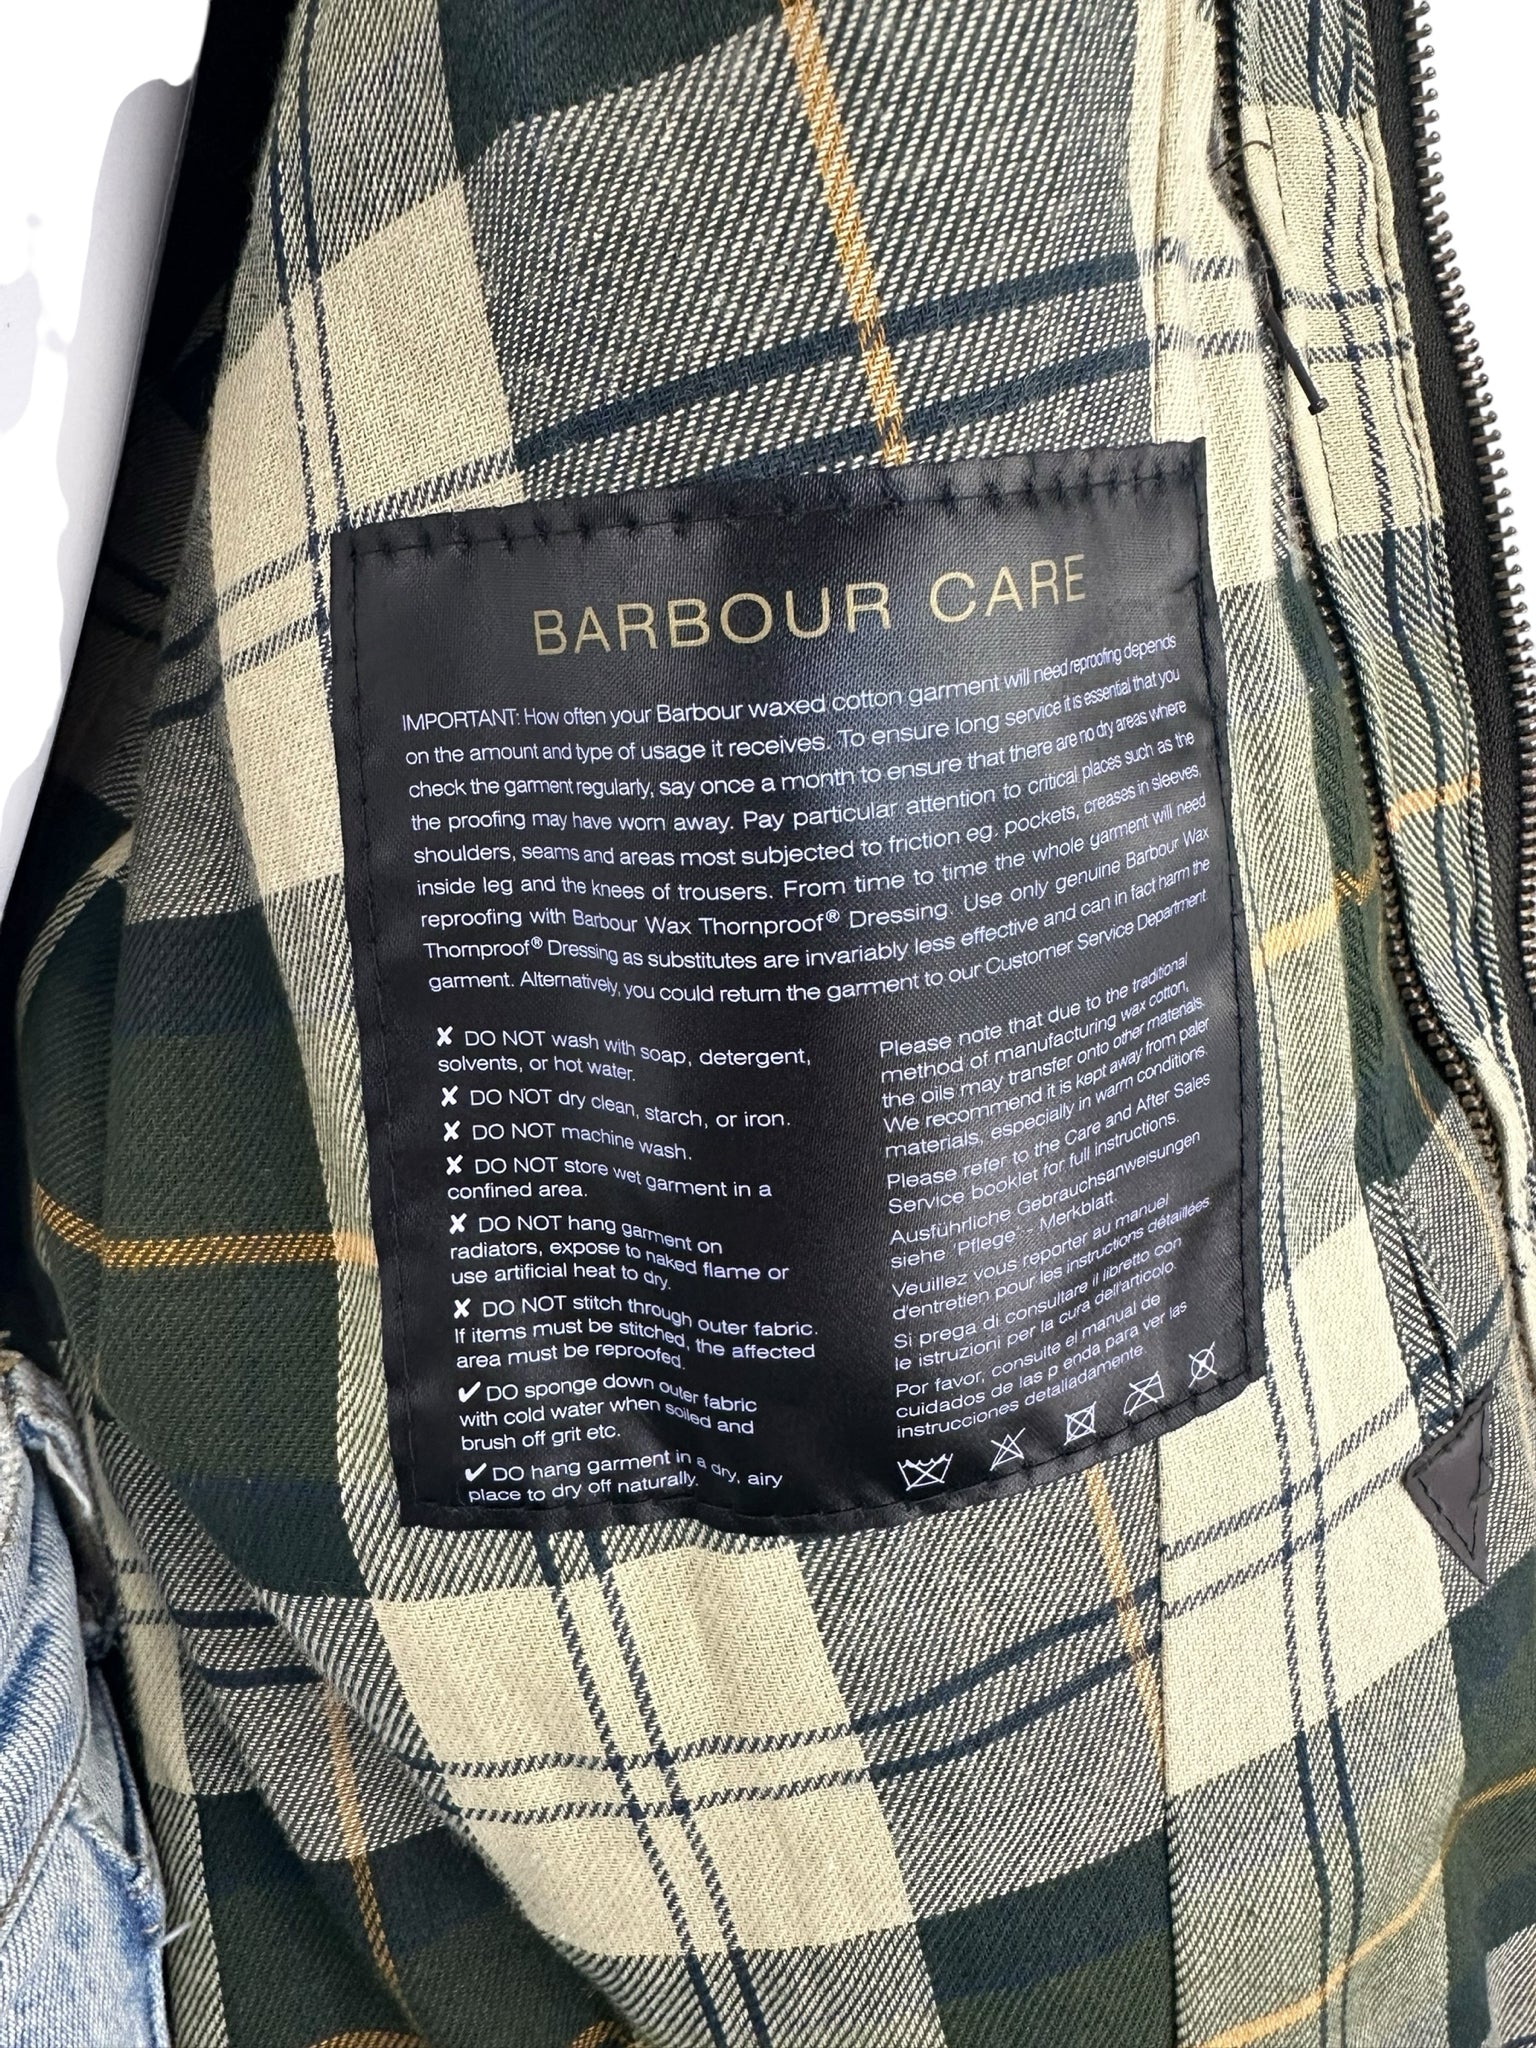 BARBOUR CARE
IMPORTANT: How often your Barbour waxed cotton garment will need reproofing depends
on the amount and type of usage it receives. To ensure long service it is essential that you
check the garment regularly, say once a month to ensure that there are no dry areas where
the proofing may have worn away. Pay particular attention to critical places such as the
shoulders, seams and areas most subjected to friction eg. pockets, creases in sleeves,
inside leg and the knees of trousers. From time to time the whole garment will need
reproofing with Barbour Wax Thornproof® Dressing. Use only genuine Barbour Wax
Thornproof® Dressing as substitutes are invariably less effective and can in fact harm the
garment. Alternatively, you could return the garment to our Customer Service Department.
✘ DO NOT wash with soap, detergent,
solvents, or hot water.
✘ DO NOT dry clean, starch, or iron.
✘ DO NOT machine wash.
✘ DO NOT store wet garment in a
confined area.
✘ DO NOT hang garment on
radiators, expose to naked flame or
use artificial heat to dry.
✘ DO NOT stitch through outer fabric.
If items must be stitched, the affected
area must be reproofed.
✔ DO sponge down outer fabric
with cold water when soiled and
brush off grit etc.
✔ DO hang garment in a dry, airy
place to dry off naturally.
Please note that due to the traditional
method of manufacturing wax cotton,
the oils may transfer onto other materials.
We recommend it is kept away from paler
materials, especially in warm conditions.
Please refer to the Care and After Sales
Service booklet for full instructions.
Ausführliche Gebrauchsanweisungen
siehe 'Pflege' - Merkblatt.
Veuillez vous reporter au manuel
d'entretien pour les instructions détaillées
Si prega di consultare il libretto con
le istruzioni per la cura dell'articolo.
Por favor, consulte el manual de
cuidados de las p enda para ver las
instrucciones detalladamente.